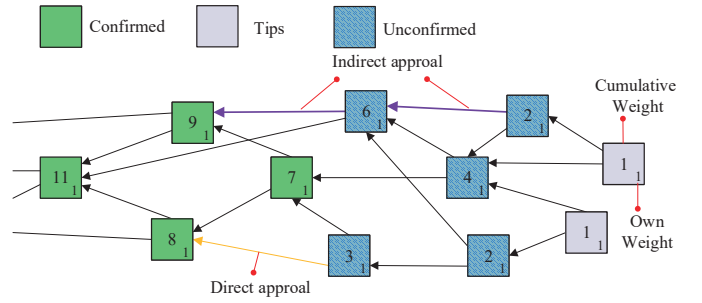 Confirmed
Tips
Unconfirmed
Indirect approal
Cumulative
Weight
9
1
6
1
2
1
1
1
11
1
7
1
4
1
8
1
3
1
2
1
1
1
Own
Weight
Direct approal